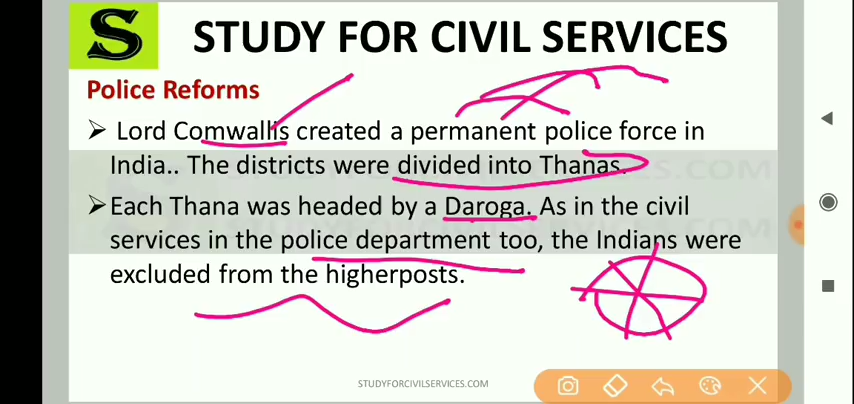 S STUDY FOR CIVIL SERVICES
Police Reforms
➤ Lord Comwallis created a permanent police force in
India.. The districts were divided into Thanas.
➤ Each Thana was headed by a Daroga. As in the civil
services in the police department too, the Indians were
excluded from the higherposts.
STUDYFORCIVILSERVICES.COM